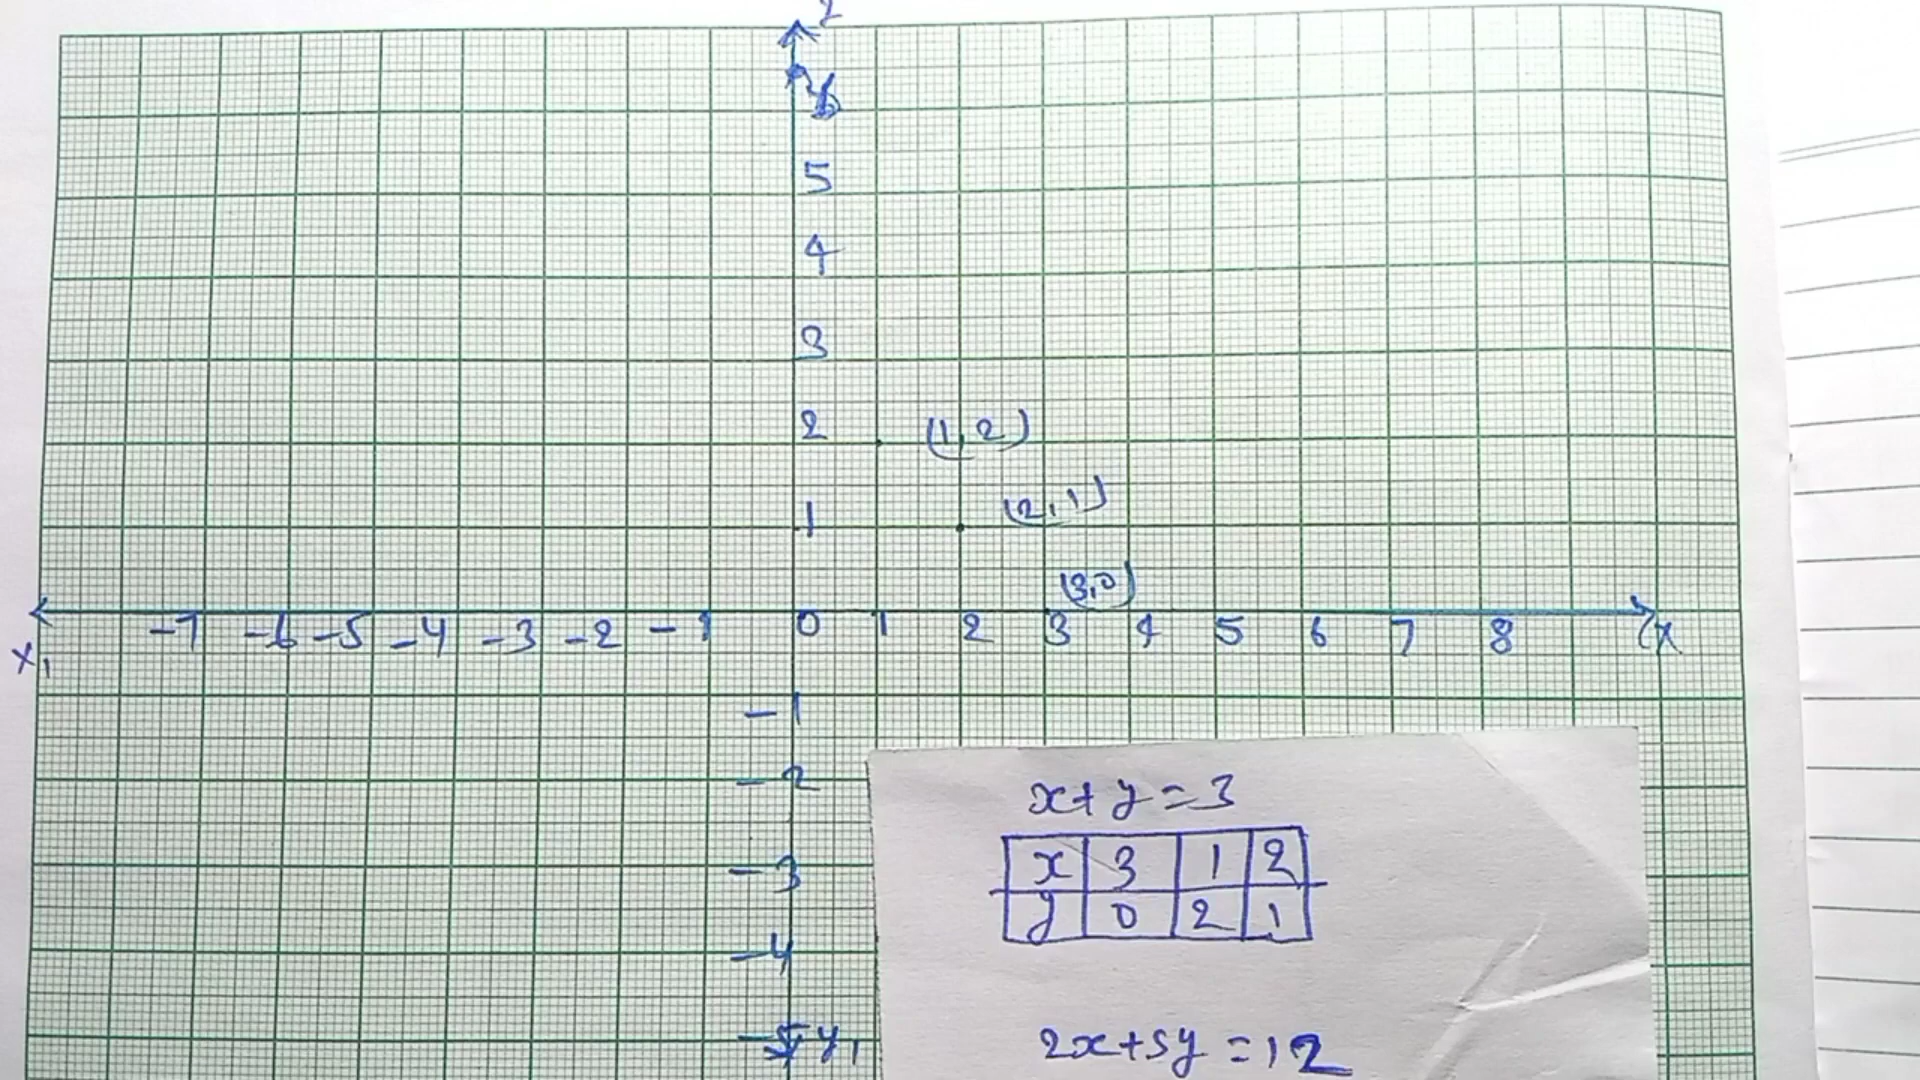 6
5
4
3
2 (1,2)
1 (2,1)
(3,0)
-7 -6 -5 -4 -3 -2 -1 0 1 2 3 4 5 6 7 8 x
x₁
-1
-2
-3
-4
-5 y₁
x+y=3
x 3 1 2
y 0 2 1
2x+5y=12